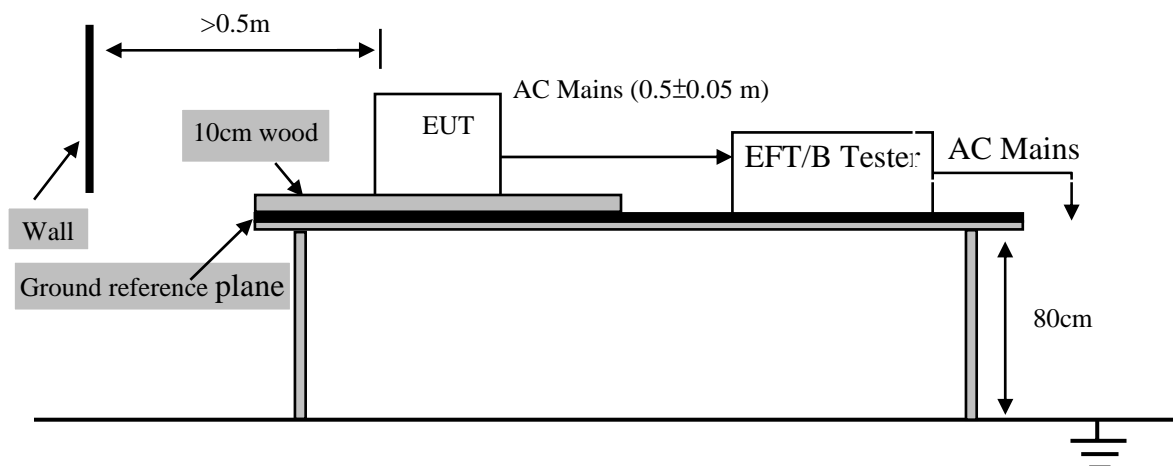 >0.5m
AC Mains (0.5±0.05 m)
10cm wood
EUT
EFT/B Tester
AC Mains
Wall
Ground reference plane
80cm